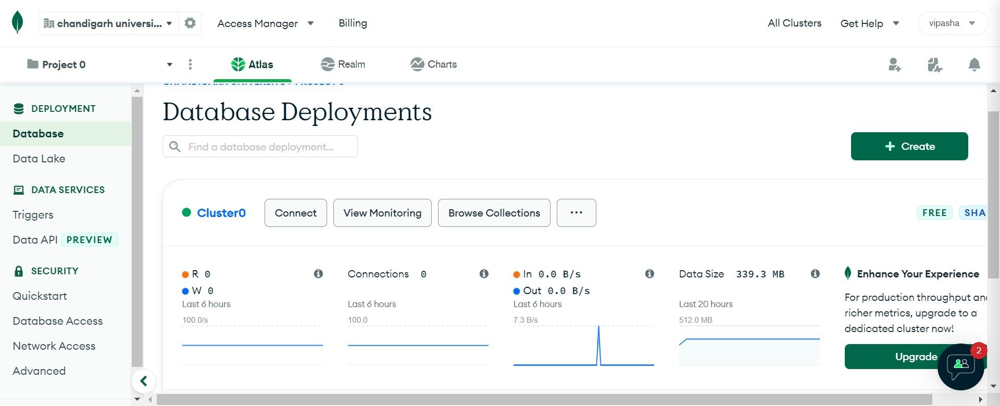 chandigarh universi...
Access Manager
Billing
All Clusters
Get Help
vipasha
Project 0
Atlas
Realm
Charts
DEPLOYMENT
Database
Data Lake
DATA SERVICES
Triggers
Data API PREVIEW
SECURITY
Quickstart
Database Access
Network Access
Advanced
CHANDIGARH UNIVERSITY > PROJECT 0
Database Deployments
Find a database deployment...
+ Create
Cluster0
Connect
View Monitoring
Browse Collections
...
FREE
SHA
R 0
W 0
Last 6 hours
100.0/s
Connections 0
Last 6 hours
100.0
In 0.0 B/s
Out 0.0 B/s
Last 6 hours
7.3 B/s
Data Size 339.3 MB
Last 20 hours
512.0 MB
Enhance Your Experience
For production throughput and
richer metrics, upgrade to a
dedicated cluster now!
Upgrade
2